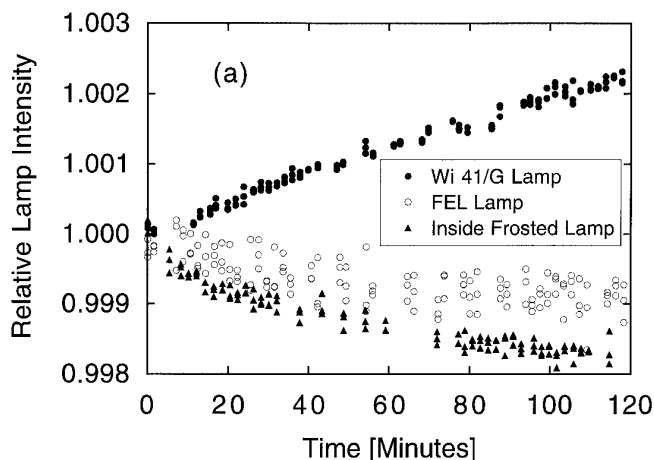 (a)
Relative Lamp Intensity
1.003
1.002
1.001
1.000
0.999
0.998
Wi 41/G Lamp
FEL Lamp
Inside Frosted Lamp
0 20 40 60 80 100 120
Time [Minutes]